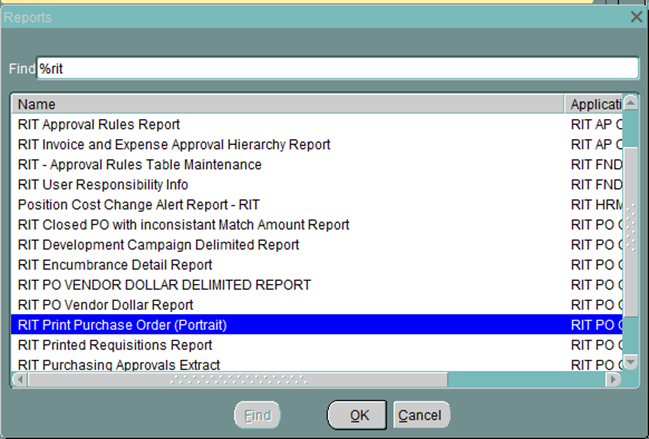 Reports
Find %rit
Name Applicati
RIT Approval Rules Report RIT AP C
RIT Invoice and Expense Approval Hierarchy Report RIT AP C
RIT - Approval Rules Table Maintenance RIT FND
RIT User Responsibility Info RIT FND
Position Cost Change Alert Report - RIT RIT HRM
RIT Closed PO with inconsistant Match Amount Report RIT PO C
RIT Development Campaign Delimited Report RIT PO C
RIT Encumbrance Detail Report RIT PO C
RIT PO VENDOR DOLLAR DELIMITED REPORT RIT PO C
RIT PO Vendor Dollar Report RIT PO C
RIT Print Purchase Order (Portrait) RIT PO C
RIT Printed Requisitions Report RIT PO C
RIT Purchasing Approvals Extract RIT PO C
Find OK Cancel